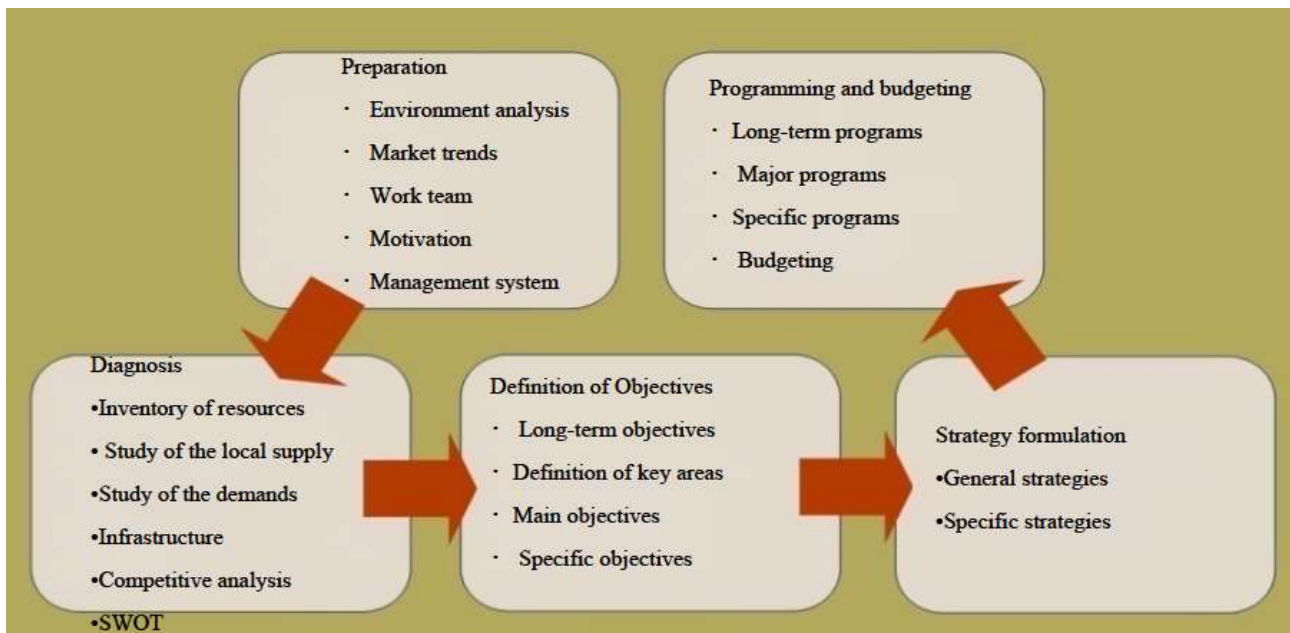 Preparation
· Environment analysis
· Market trends
· Work team
· Motivation
· Management system
Diagnosis
•Inventory of resources
• Study of the local supply
•Study of the demands
•Infrastructure
•Competitive analysis
•SWOT
Definition of Objectives
· Long-term objectives
· Definition of key areas
· Main objectives
· Specific objectives
Strategy formulation
•General strategies
•Specific strategies
Programming and budgeting
· Long-term programs
· Major programs
· Specific programs
· Budgeting